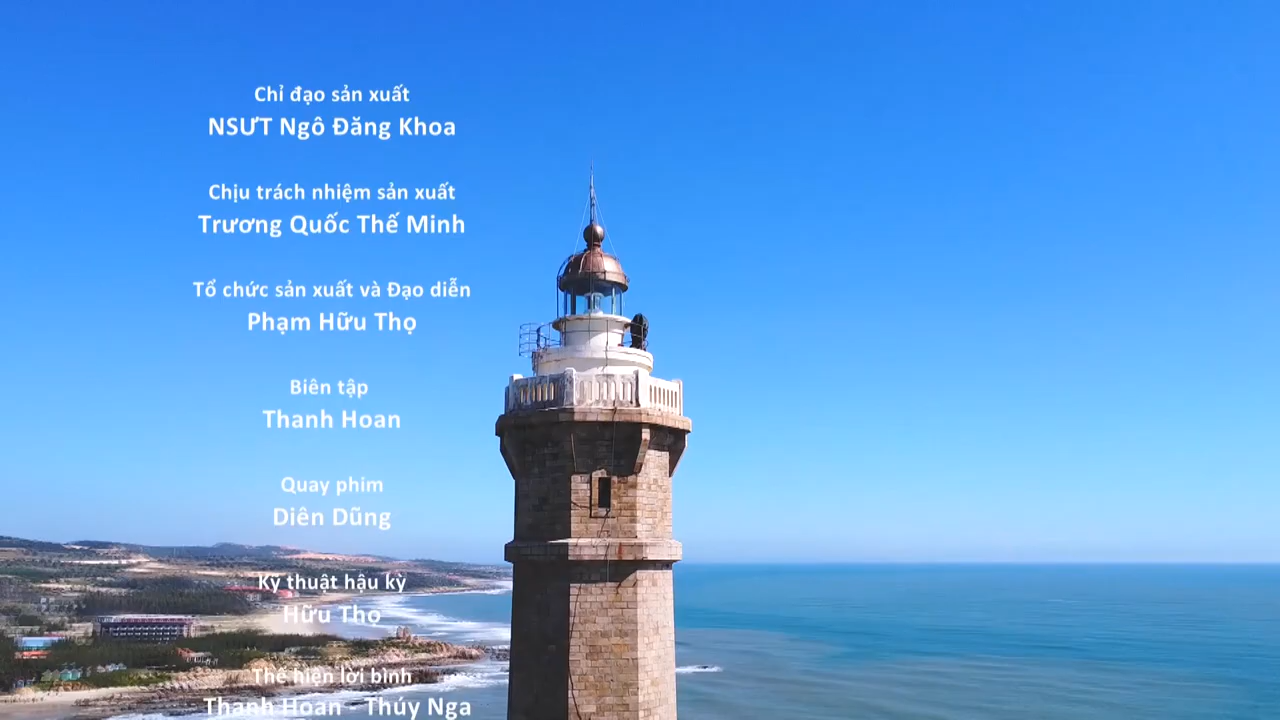 Chỉ đạo sản xuất
NSƯT Ngô Đăng Khoa
Chịu trách nhiệm sản xuất
Trương Quốc Thế Minh
Tổ chức sản xuất và Đạo diễn
Phạm Hữu Thọ
Biên tập
Thanh Hoan
Quay phim
Diên Dũng
Kỹ thuật hậu kỳ
Hữu Thọ
Thể hiện lời bình
Thanh Hoan - Thúy Nga